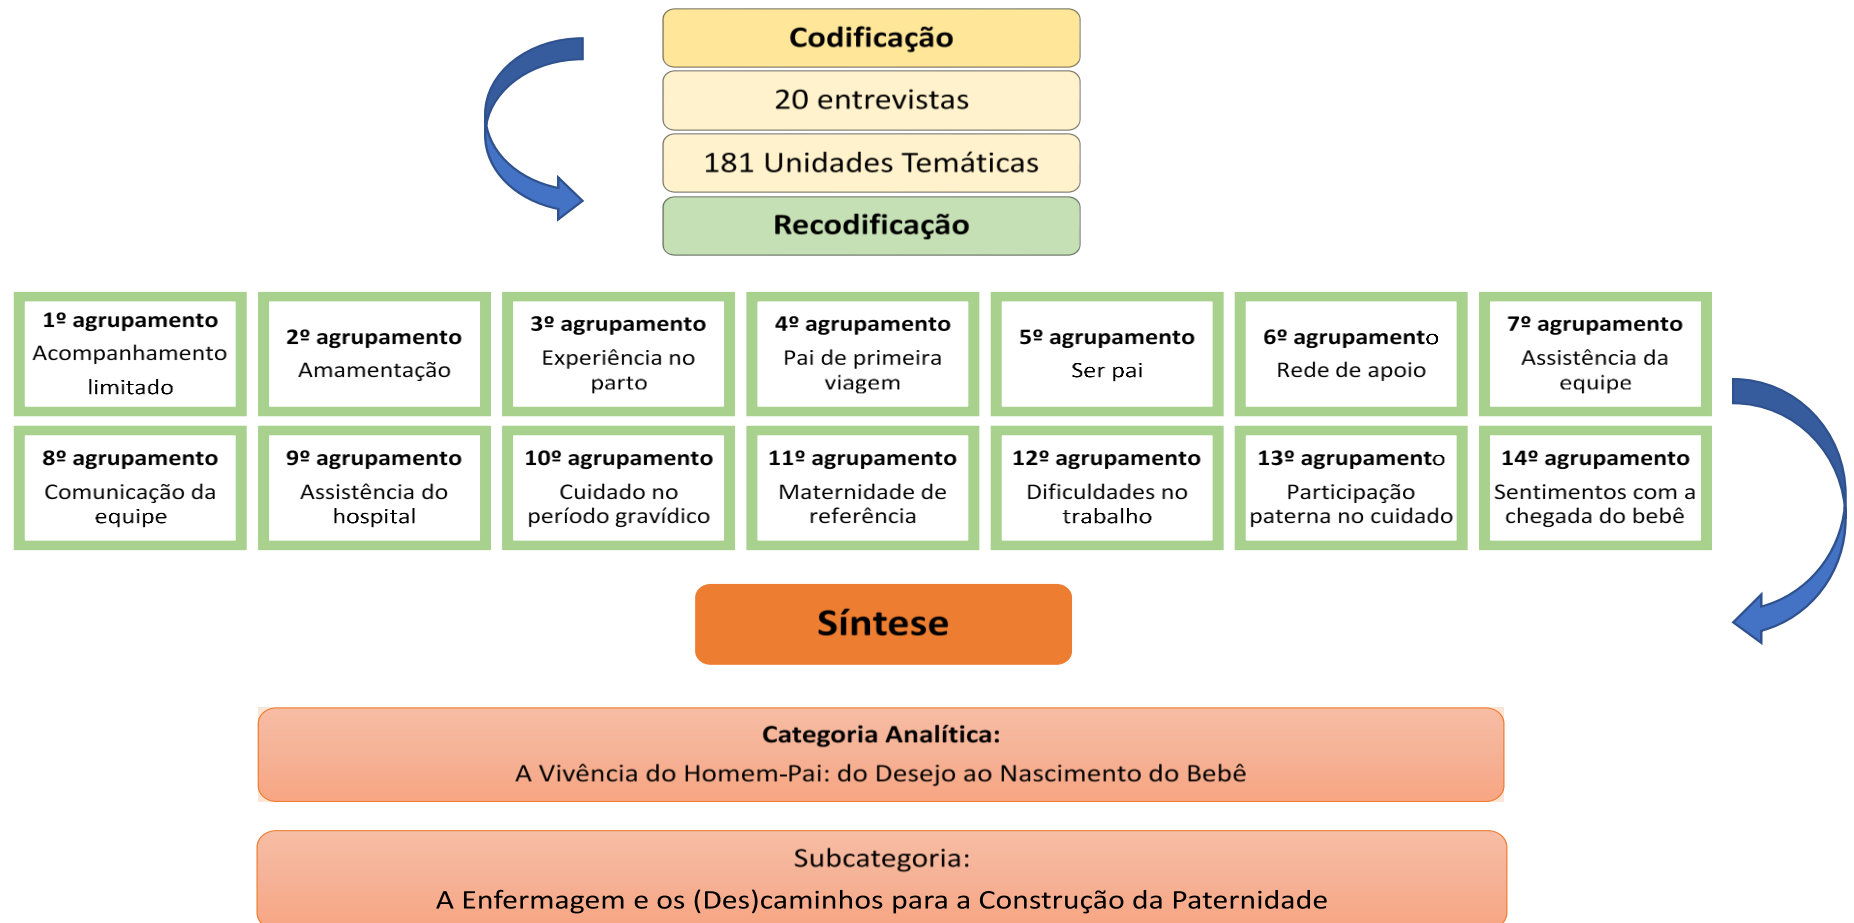 Codificação
20 entrevistas
181 Unidades Temáticas
Recodificação
1º agrupamento
Acompanhamento
limitado
2º agrupamento
Amamentação
3º agrupamento
Experiência no
parto
4º agrupamento
Pai de primeira
viagem
5º agrupamento
Ser pai
6º agrupamento
Rede de apoio
7º agrupamento
Assistência da
equipe
8º agrupamento
Comunicação da
equipe
9º agrupamento
Assistência do
hospital
10º agrupamento
Cuidado no
período gravídico
11º agrupamento
Maternidade de
referência
12º agrupamento
Dificuldades no
trabalho
13º agrupamento
Participação
paterna no cuidado
14º agrupamento
Sentimentos com a
chegada do bebê
Síntese
Categoria Analítica:
A Vivência do Homem-Pai: do Desejo ao Nascimento do Bebê
Subcategoria:
A Enfermagem e os (Des)caminhos para a Construção da Paternidade